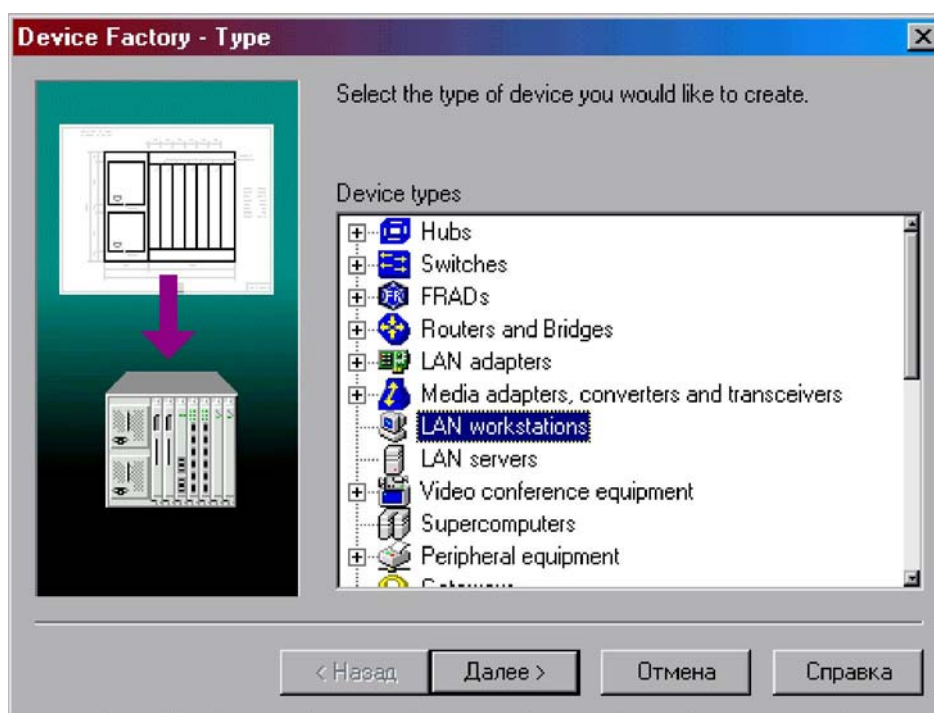 Device Factory - Type
Select the type of device you would like to create.
Device types
Hubs
Switches
FRADs
Routers and Bridges
LAN adapters
Media adapters, converters and transceivers
LAN workstations
LAN servers
Video conference equipment
Supercomputers
Peripheral equipment
< Назад
Далее >
Отмена
Справка